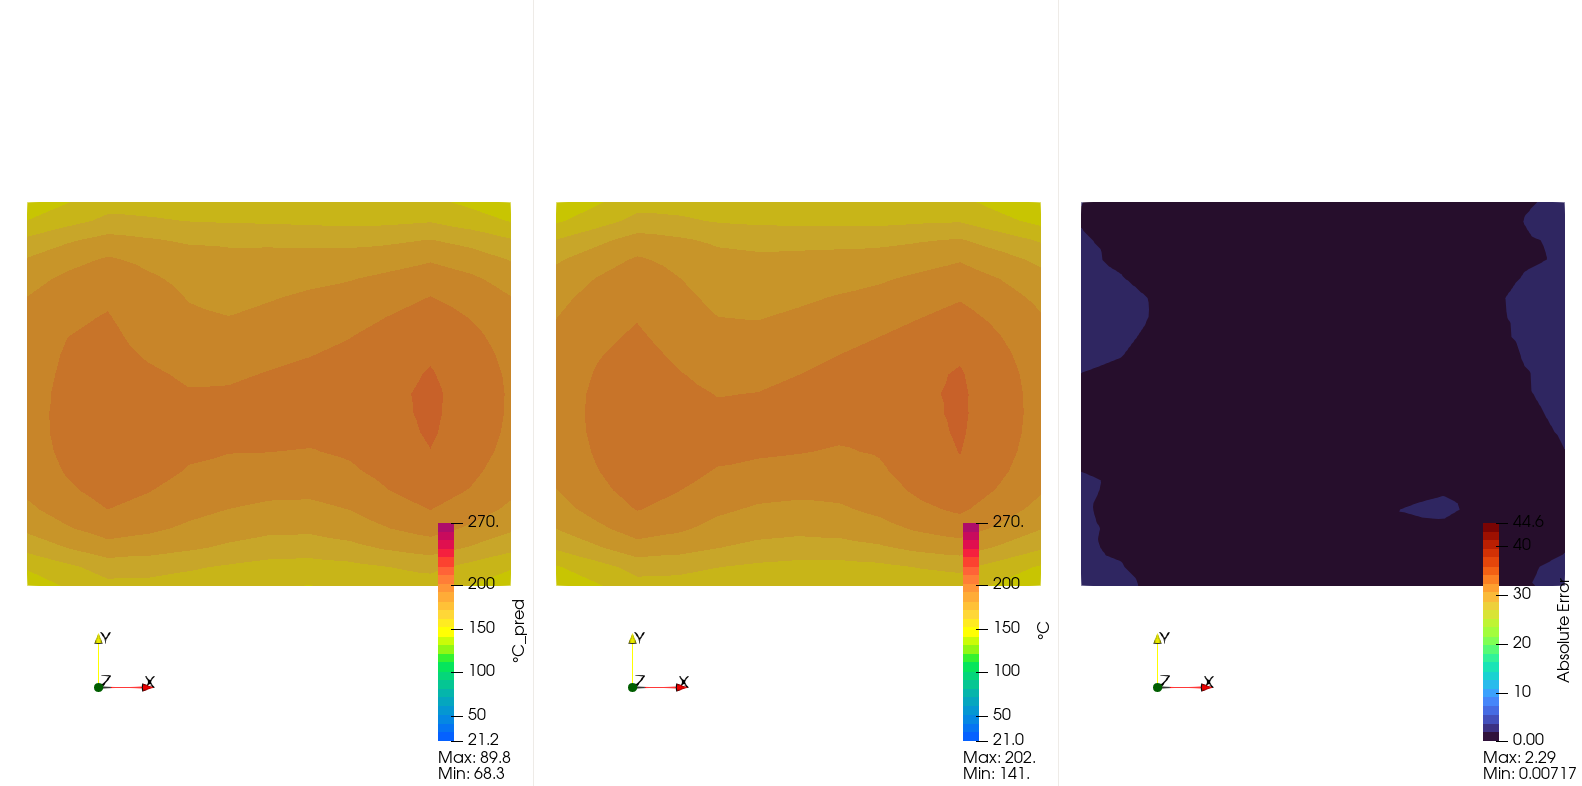 270.
200
150
100
50
21.2
°C_pred
Max: 89.8
Min: 68.3
Y
Z
X
270.
200
150
100
50
21.0
°C
Max: 202.
Min: 141.
Y
Z
X
44.6
40
30
20
10
0.00
Absolute Error
Max: 2.29
Min: 0.00717
Y
Z
X